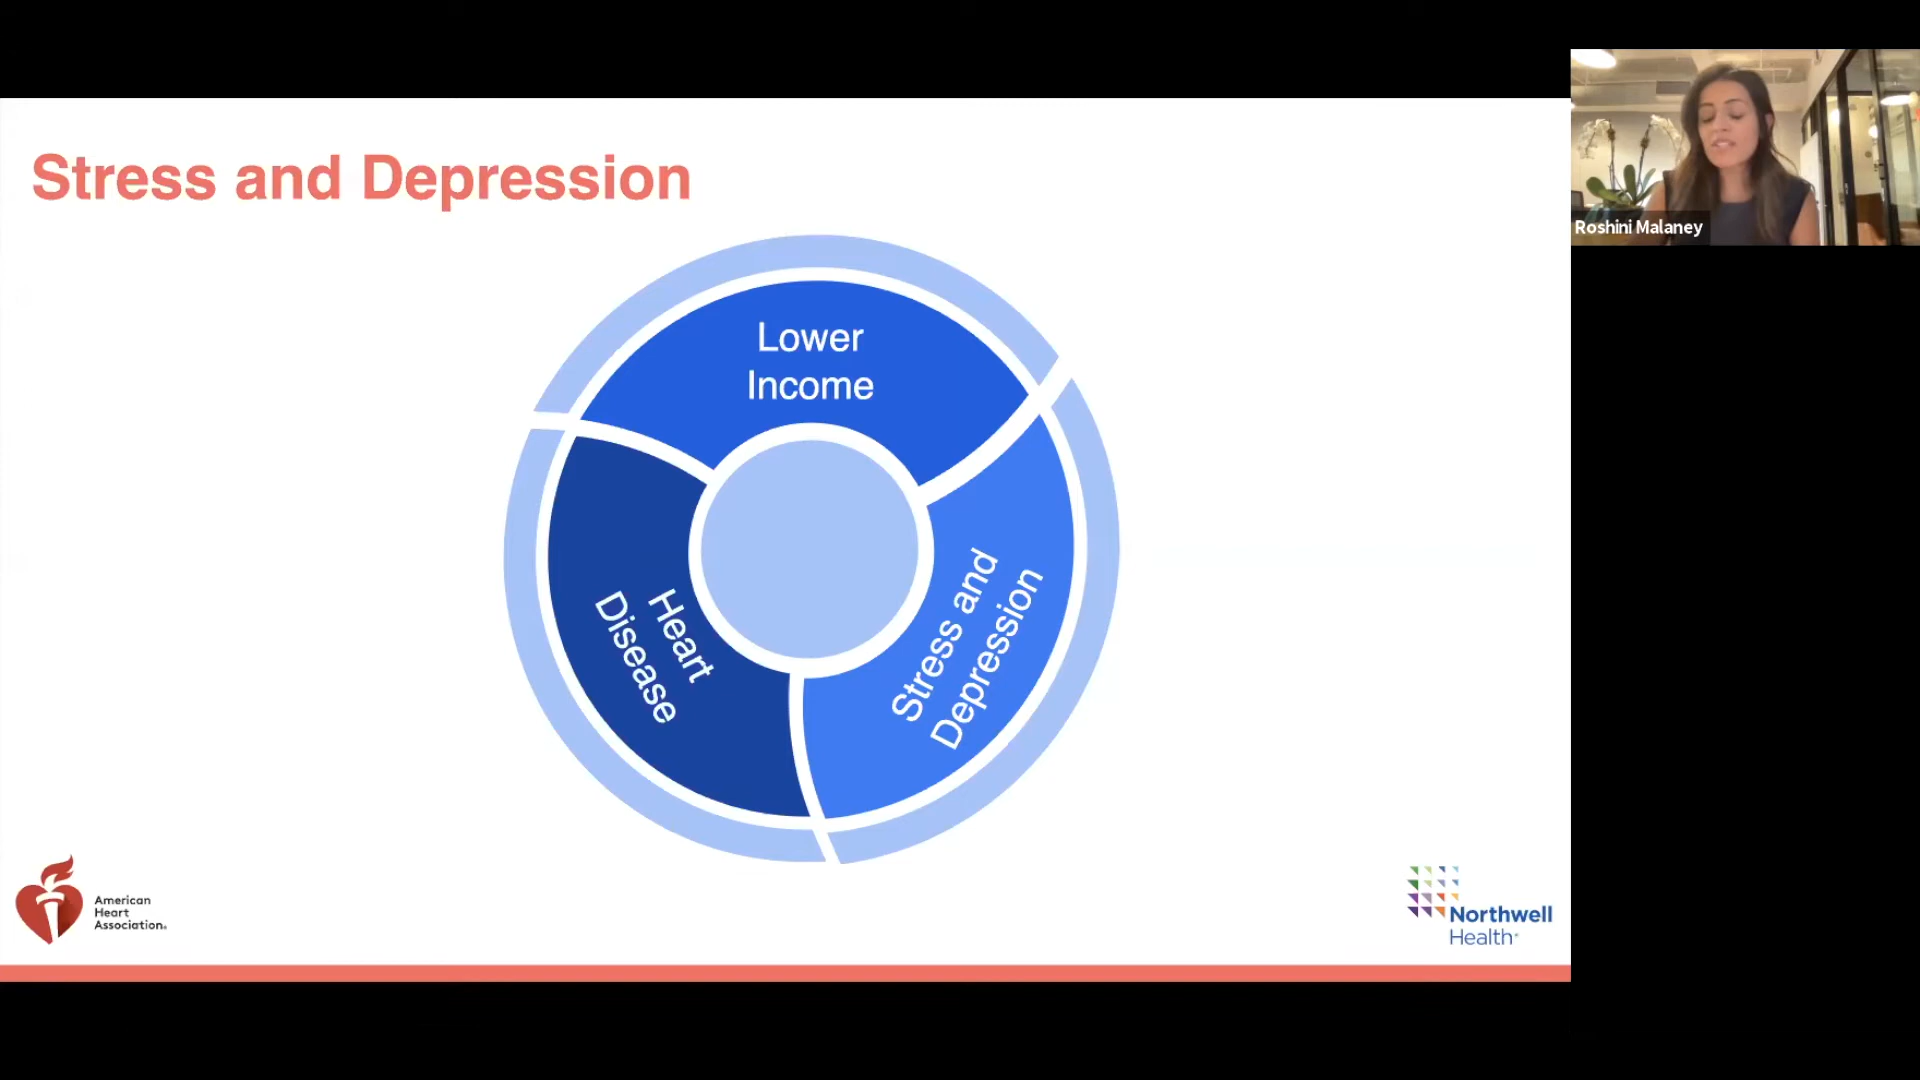 Stress and Depression
Roshini Malaney
Lower
Income
Stress and
Depression
Heart
Disease
American
Heart
Association®
Northwell
Health®